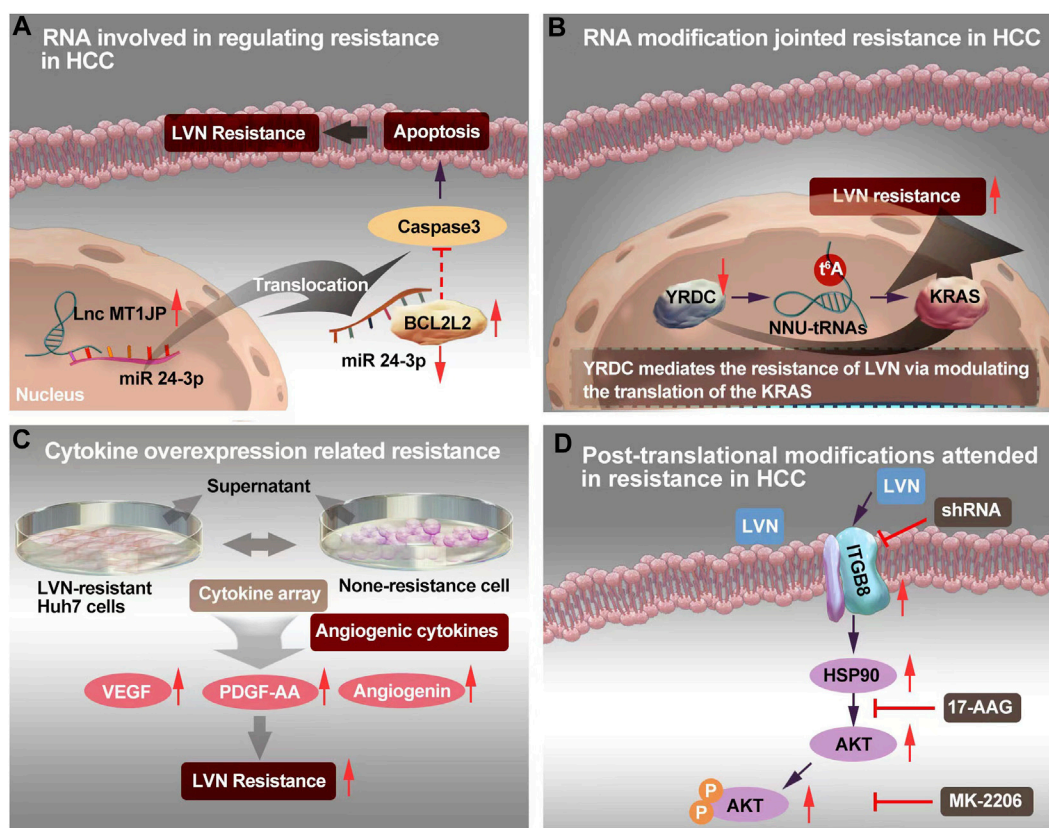 A
RNA involved in regulating resistance
in HCC
LVN Resistance
Apoptosis
Caspase3
Translocation
Lnc MT1JP
BCL2L2
miR 24-3p
miR 24-3p
Nucleus
B
RNA modification jointed resistance in HCC
LVN resistance
t⁶A
YRDC
KRAS
NNU-tRNAs
YRDC mediates the resistance of LVN via modulating
the translation of the KRAS
C
Cytokine overexpression related resistance
Supernatant
LVN-resistant
Huh7 cells
None-resistance cell
Cytokine array
Angiogenic cytokines
VEGF
PDGF-AA
Angiogenin
LVN Resistance
D
Post-translational modifications attended
in resistance in HCC
LVN
shRNA
LVN
ITGB8
HSP90
17-AAG
AKT
P
P
AKT
MK-2206